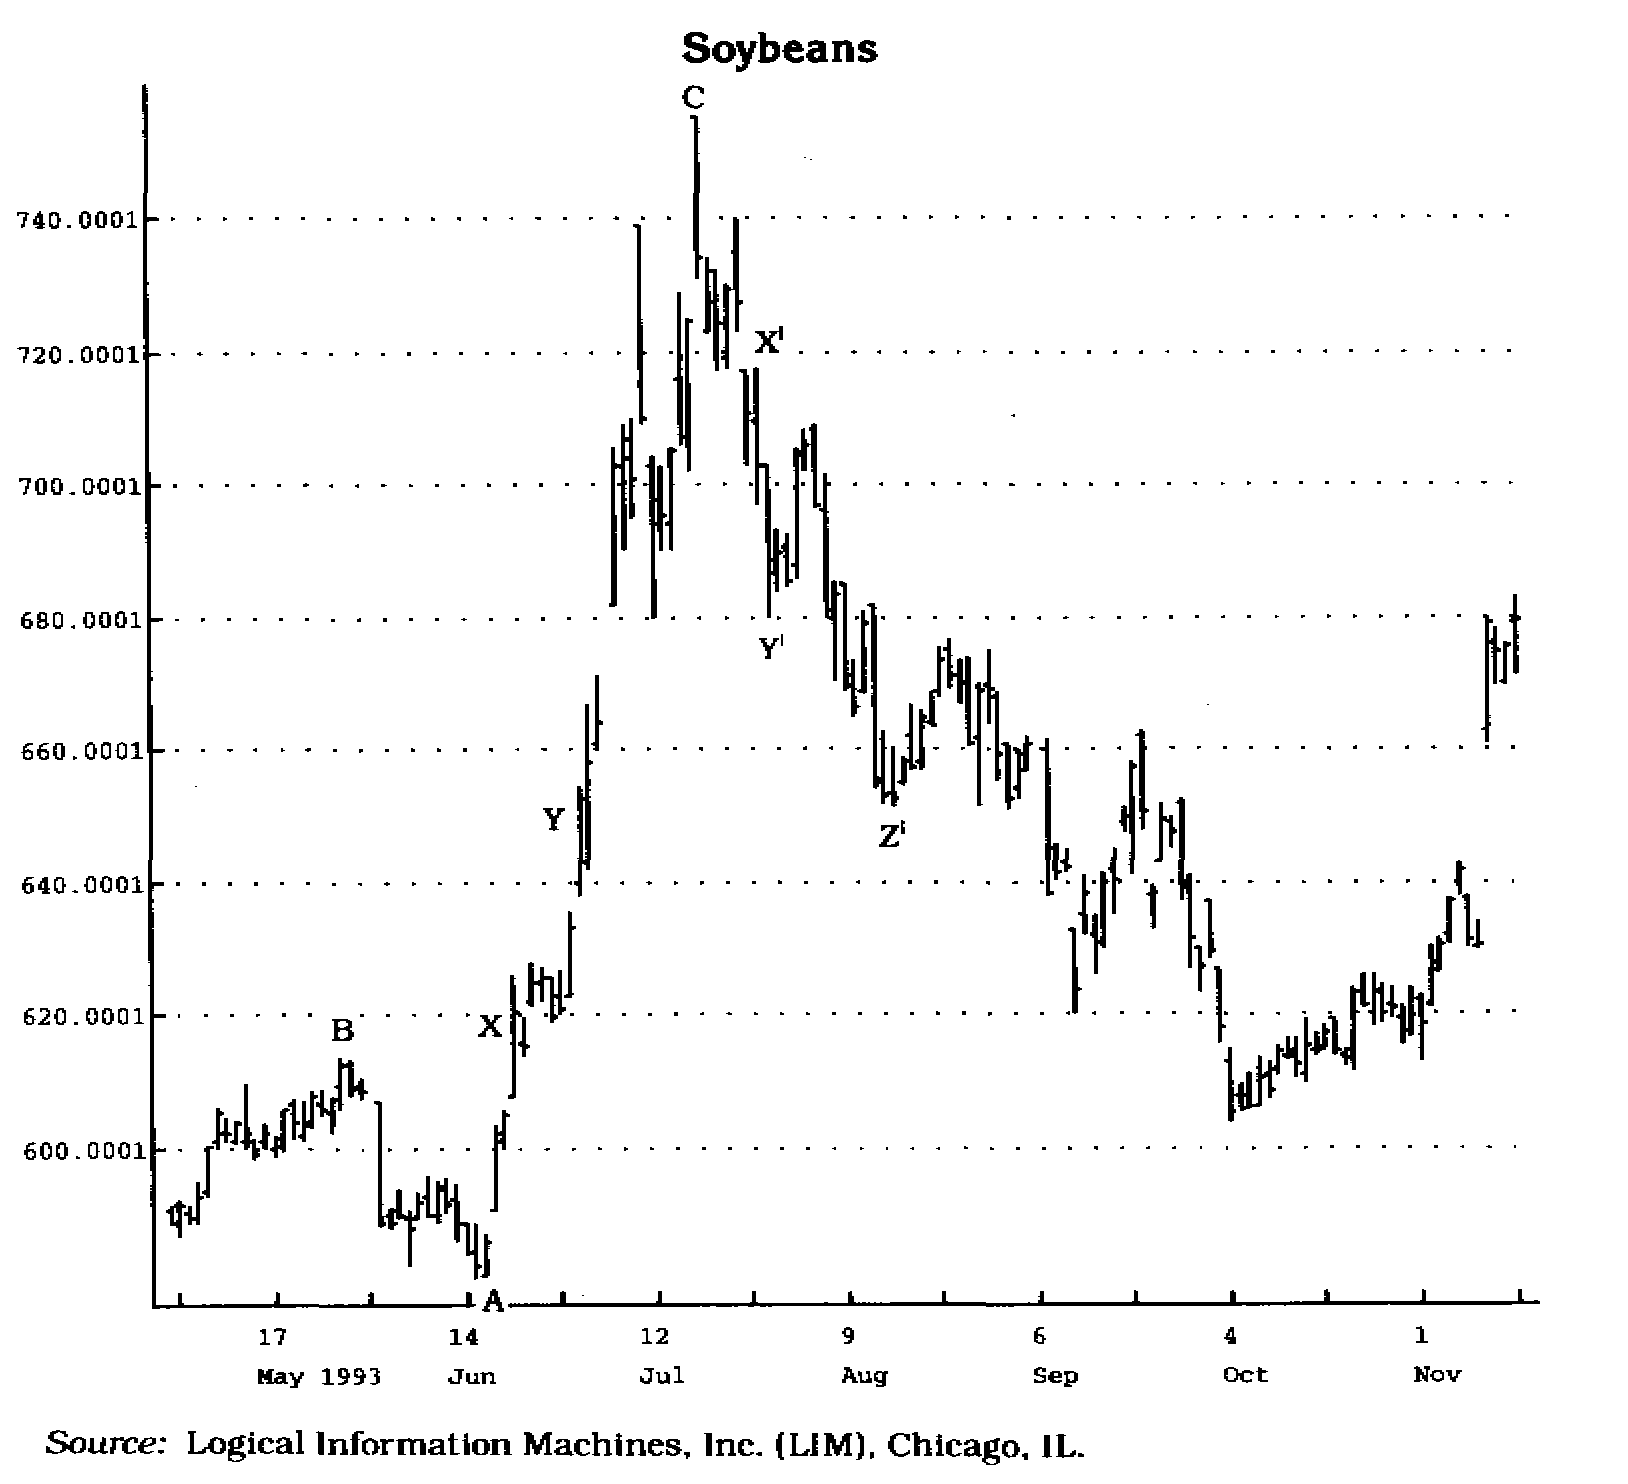 Soybeans
C
740.0001
X'
720.0001
700.0001
680.0001
Y'
660.0001
Y
Z'
640.0001
X
620.0001
B
600.0001
A
17 14 12 9 6 4 1
May 1993 Jun Jul Aug Sep Oct Nov
Source: Logical Information Machines, Inc. (LIM), Chicago, IL.